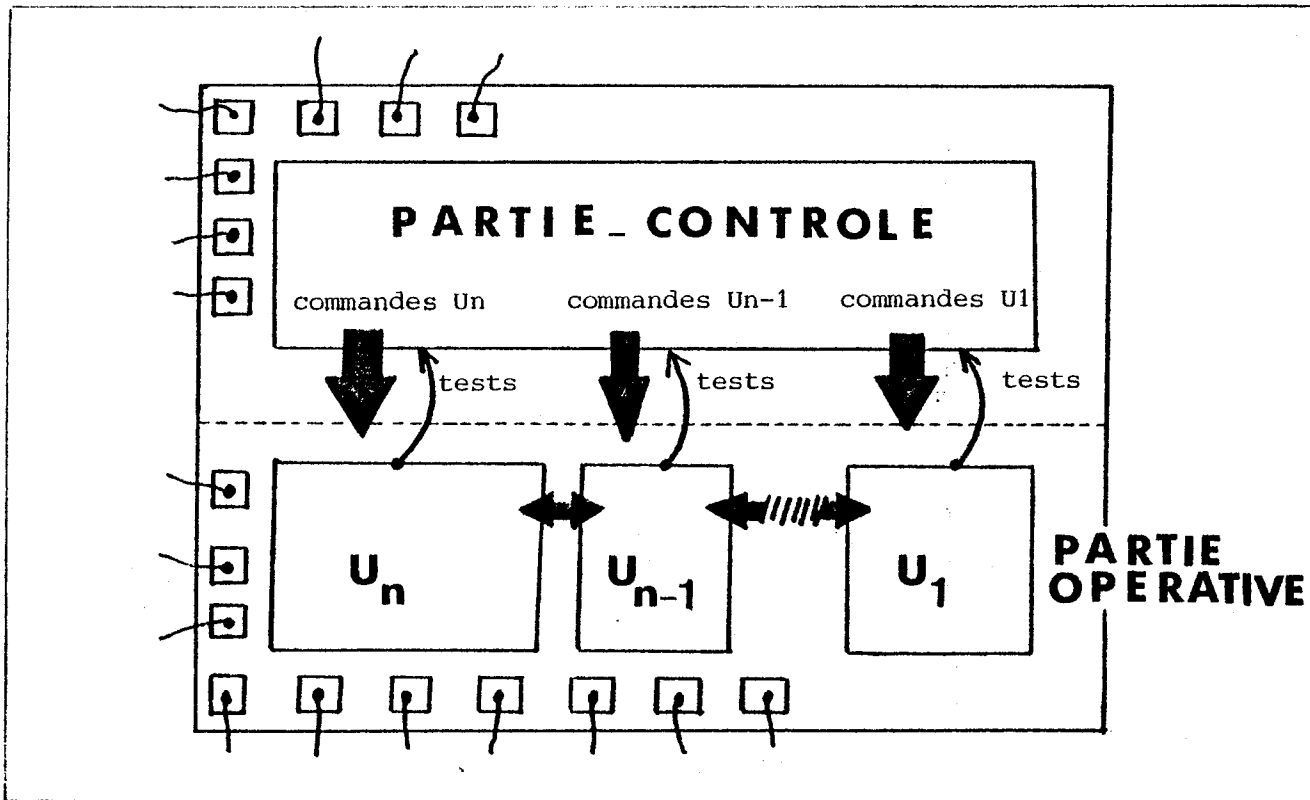 PARTIE_CONTROLE
commandes Un commandes Un-1 commandes U1
tests tests tests
Un Un-1 U1
PARTIE
OPERATIVE